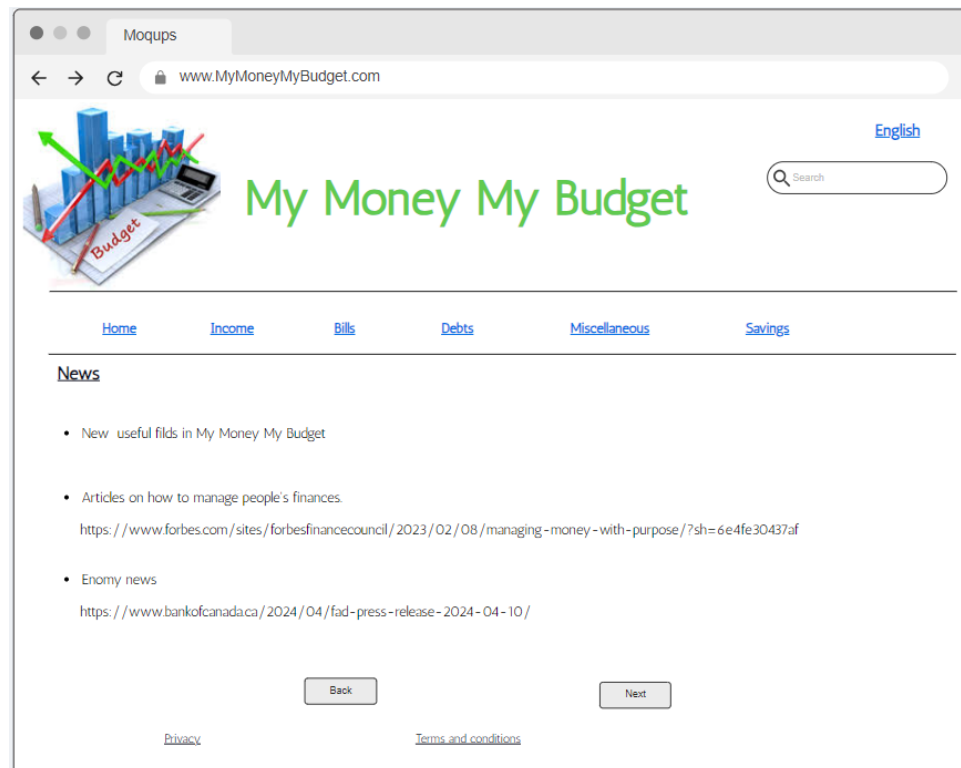 Moqups
www.MyMoneyMyBudget.com
English
Search
Budget
My Money My Budget
Home Income Bills Debts Miscellaneous Savings
News
• New useful filds in My Money My Budget
• Articles on how to manage people's finances.
https://www.forbes.com/sites/forbesfinancecouncil/2023/02/08/managing-money-with-purpose/?sh=6e4fe30437af
• Enomy news
https://www.bankofcanada.ca/2024/04/fad-press-release-2024-04-10/
Back Next
Privacy Terms and conditions